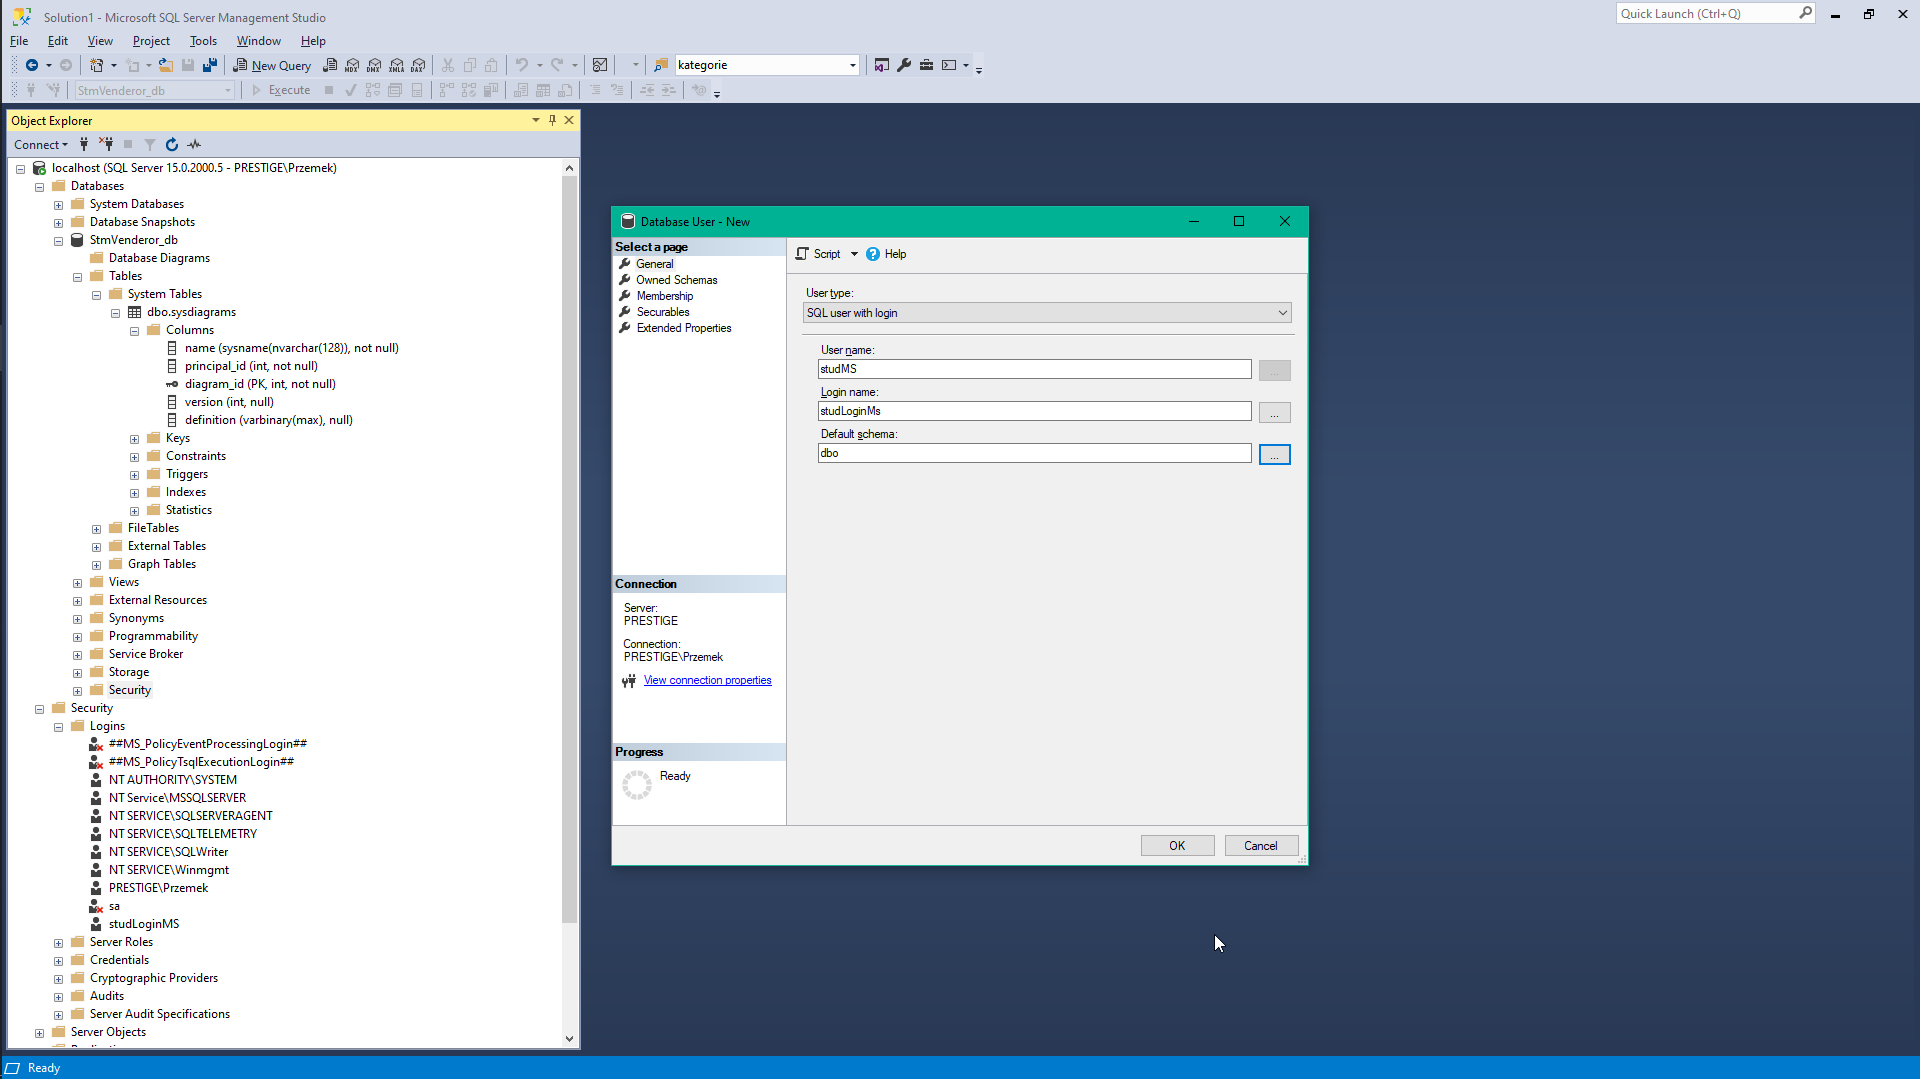 Solution1 - Microsoft SQL Server Management Studio
Quick Launch (Ctrl+Q)
File Edit View Project Tools Window Help
New Query MDX DMX XMLA DAX kategorie
StmVenderor_db Execute
Object Explorer
Connect
localhost (SQL Server 15.0.2000.5 - PRESTIGE\Przemek)
Databases
System Databases
Database Snapshots
StmVenderor_db
Database Diagrams
Tables
System Tables
dbo.sysdiagrams
Columns
name (sysname(nvarchar(128)), not null)
principal_id (int, not null)
diagram_id (PK, int, not null)
version (int, null)
definition (varbinary(max), null)
Keys
Constraints
Triggers
Indexes
Statistics
FileTables
External Tables
Graph Tables
Views
External Resources
Synonyms
Programmability
Service Broker
Storage
Security
Security
Logins
##MS_PolicyEventProcessingLogin##
##MS_PolicyTsqlExecutionLogin##
NT AUTHORITY\SYSTEM
NT Service\MSSQLSERVER
NT SERVICE\SQLSERVERAGENT
NT SERVICE\SQLTELEMETRY
NT SERVICE\SQLWriter
NT SERVICE\Winmgmt
PRESTIGE\Przemek
sa
studLoginMS
Server Roles
Credentials
Cryptographic Providers
Audits
Server Audit Specifications
Server Objects
Database User - New
Select a page
General
Owned Schemas
Membership
Securables
Extended Properties
Connection
Server:
PRESTIGE
Connection:
PRESTIGE\Przemek
View connection properties
Progress
Ready
Script Help
User type:
SQL user with login
User name:
studMS
...
Login name:
studLoginMs
...
Default schema:
dbo
...
OK Cancel
Ready